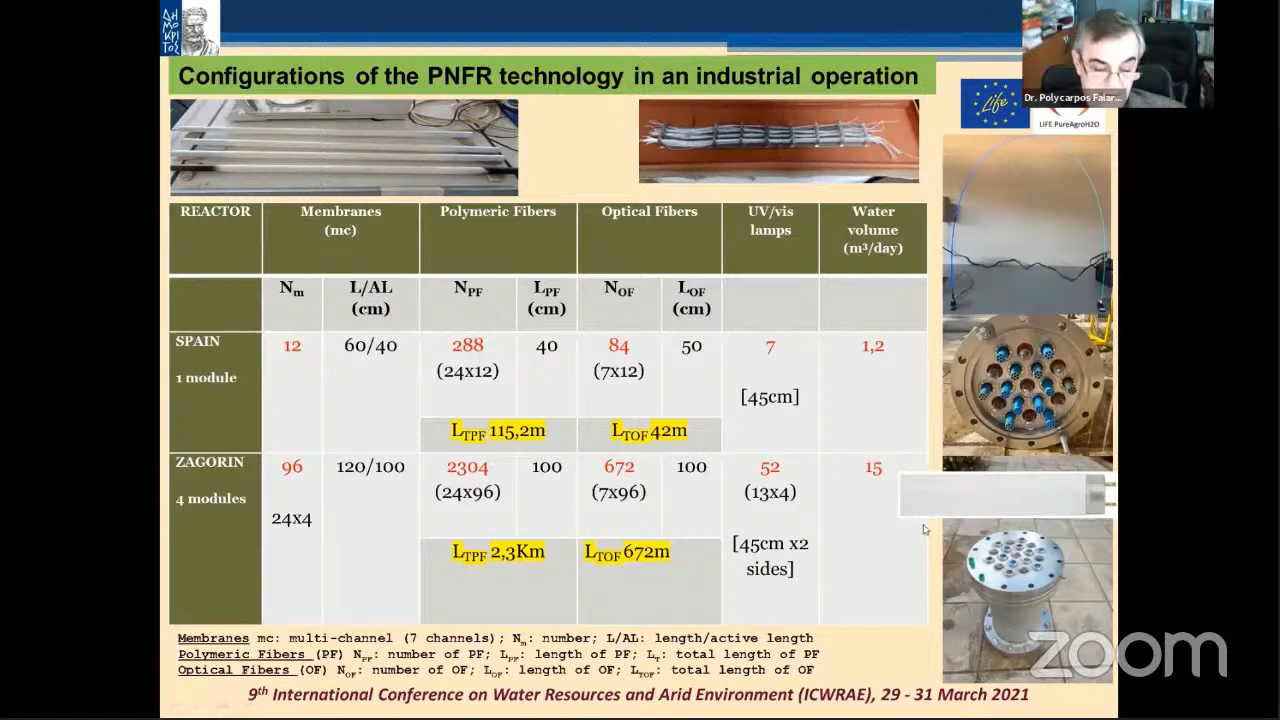 ΔΗ
ΜΟ
ΚΡΙ
ΤΟΣ
Configurations of the PNFR technology in an industrial operation
Dr. Polycarpos Falar...
Life
LIFE PureAgroH2O
REACTOR Membranes (mc) Polymeric Fibers Optical Fibers UV/vis lamps Water volume (m³/day)
Nm L/AL (cm) NPF LPF (cm) NOF LOF (cm)
SPAIN 12 60/40 288 40 84 50 7 1,2
1 module (24x12) (7x12) [45cm]
LTPF 115,2m LTOF 42m
ZAGORIN 96 120/100 2304 100 672 100 52 15
4 modules 24x4 (24x96) (7x96) (13x4)
LTPF 2,3Km LTOF 672m [45cm x2 sides]
Membranes mc: multi-channel (7 channels); Nm: number; L/AL: length/active length
Polymeric Fibers (PF) NPF: number of PF; LPF: length of PF; LT: total length of PF
Optical Fibers (OF) NOF: number of OF; LOF: length of OF; LTOF: total length of OF
9th International Conference on Water Resources and Arid Environment (ICWRAE), 29 - 31 March 2021
zoom